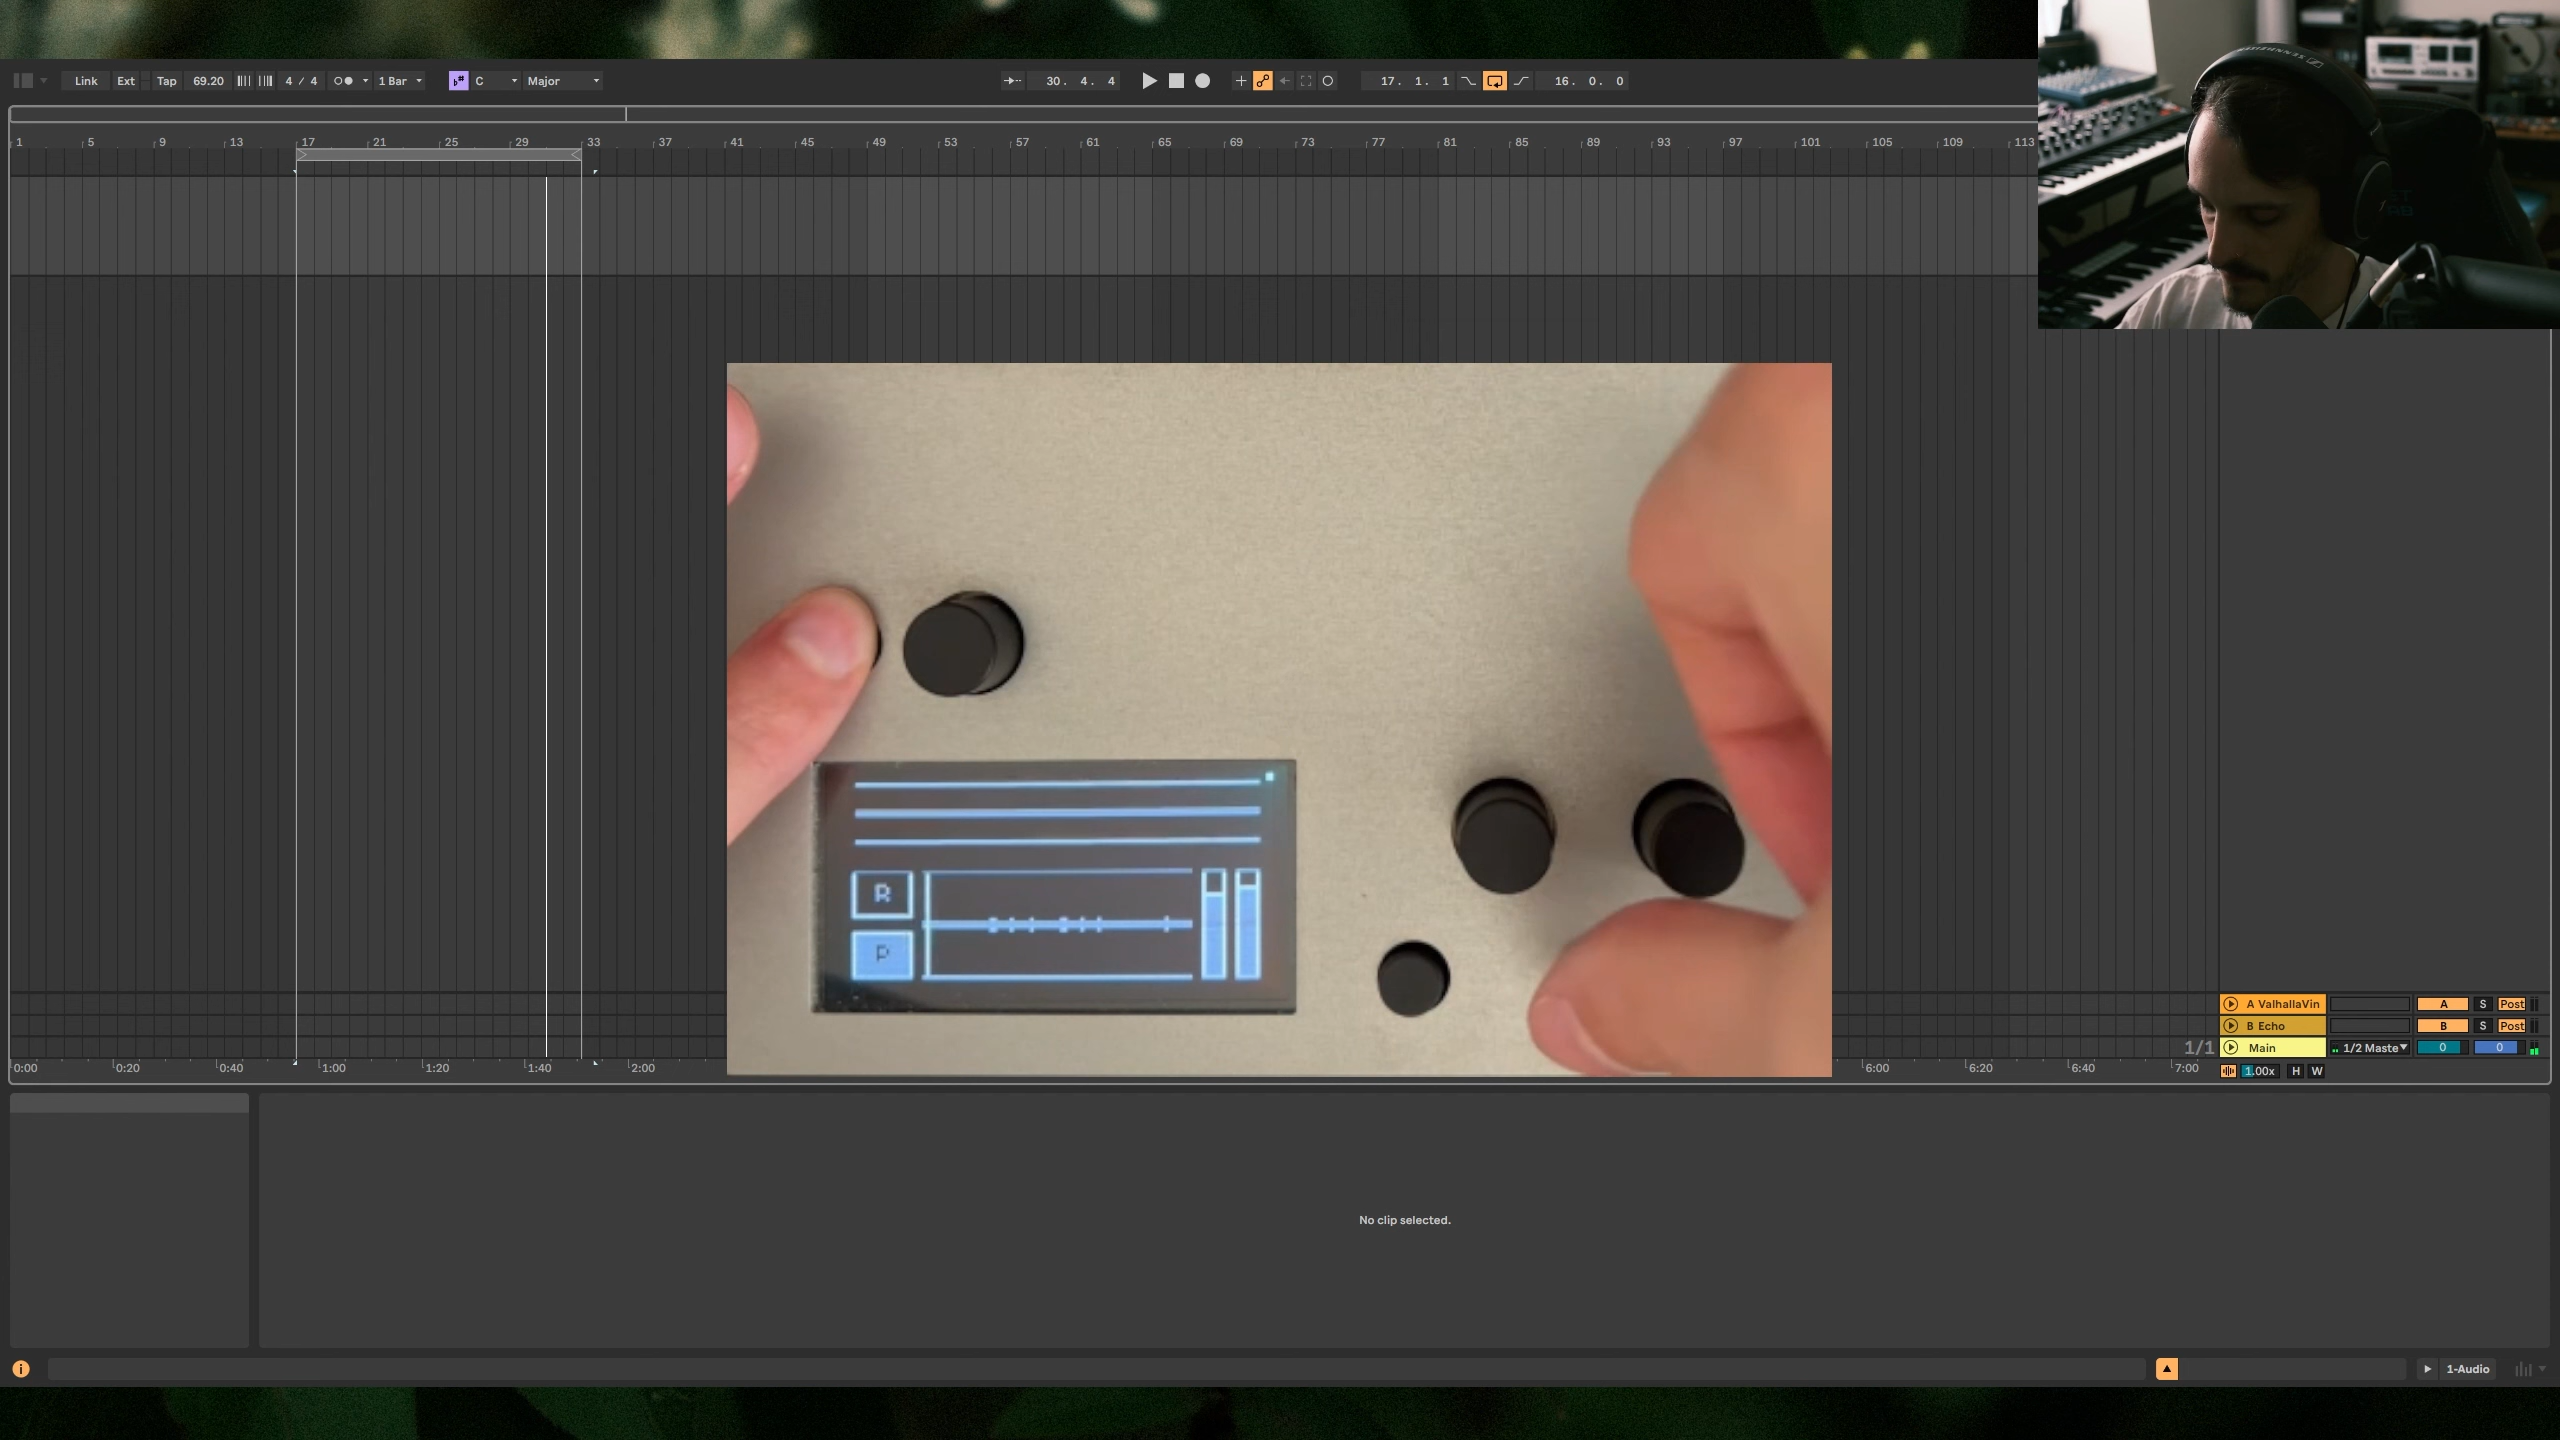 Link Ext Tap 69.20 4 / 4 1 Bar C Major 30. 4. 4 17. 1. 1 16. 0. 0
1 5 9 13 17 21 25 29 33 37 41 45 49 53 57 61 65 69 73 77 81 85 89 93 97 101 105 109 113
SENNHEISER
R
P
A ValhallaVin A S Post
B Echo B S Post
1/1 Main 1/2 Maste 0 0
0:00 0:20 0:40 1:00 1:20 1:40 2:00 6:00 6:20 6:40 7:00 1.00x H W
No clip selected.
1-Audio